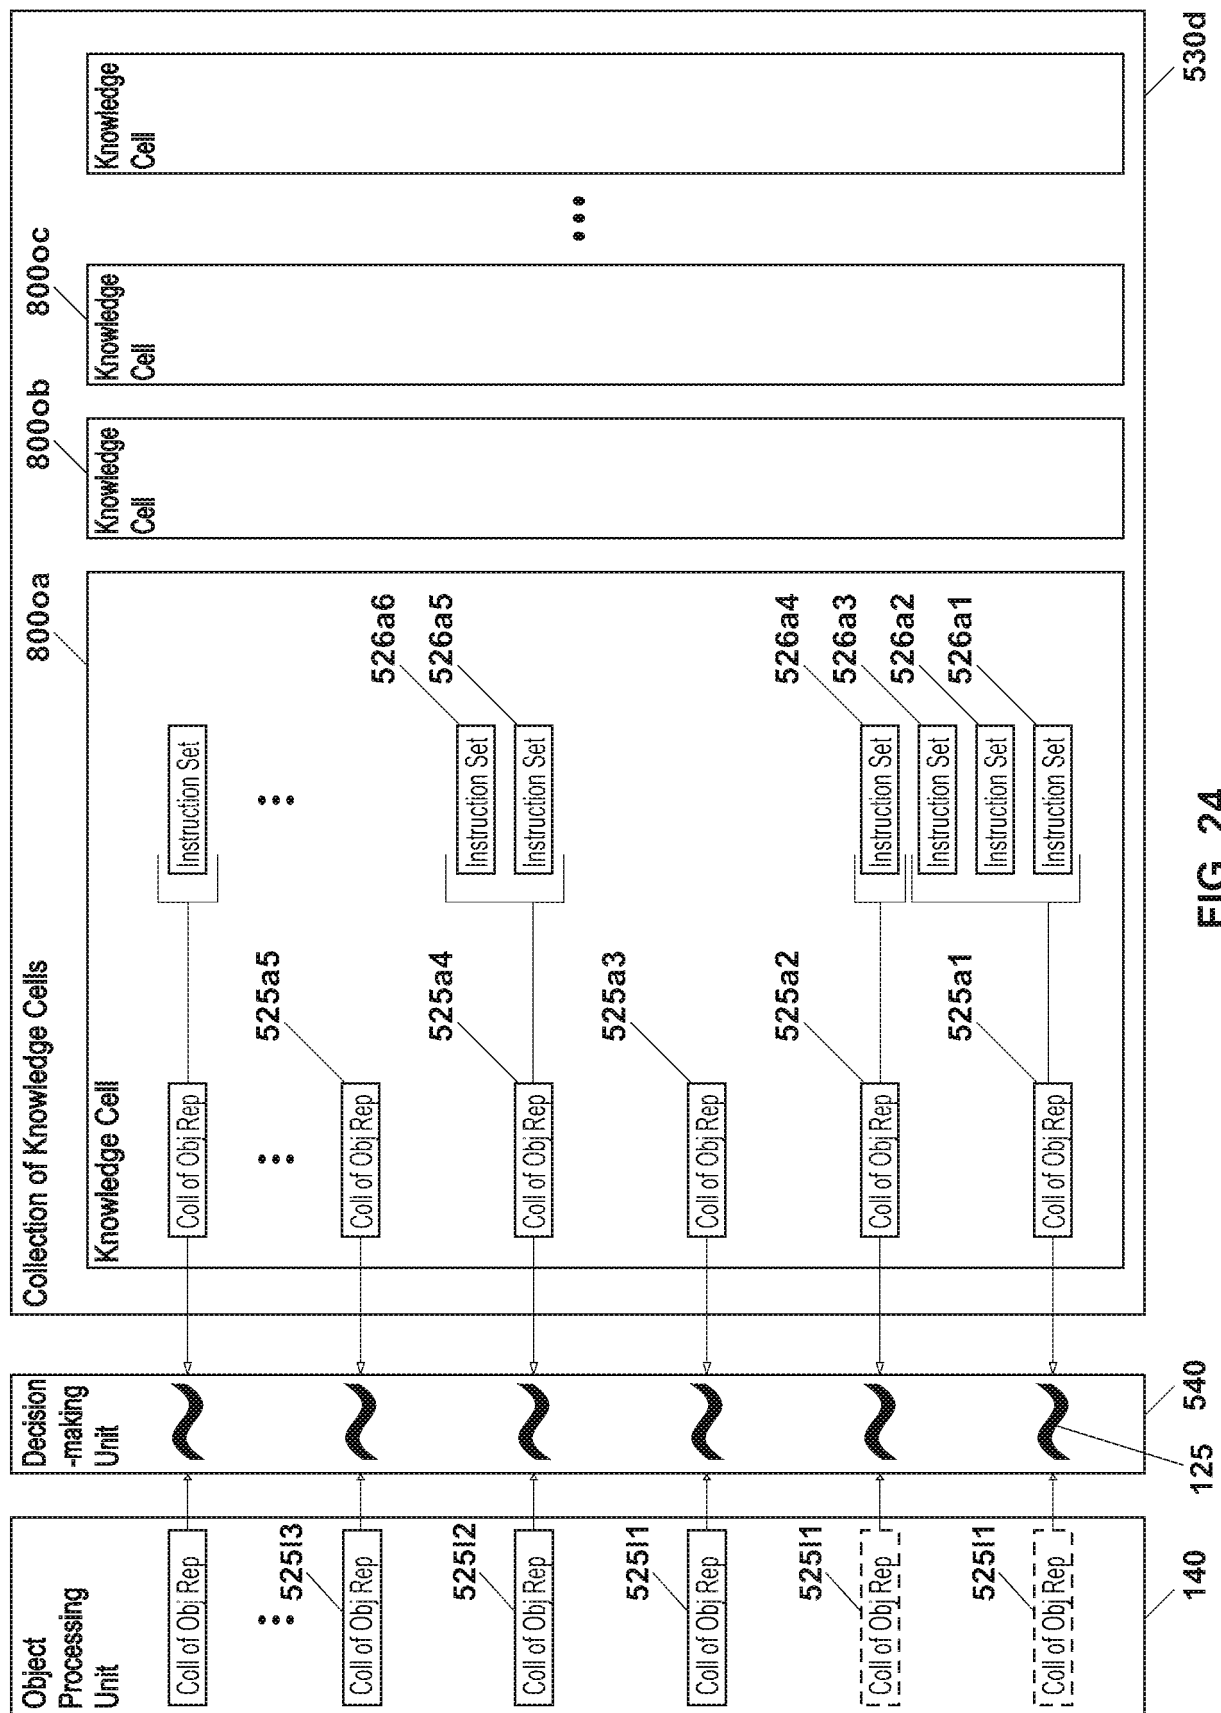 Object
Processing
Unit
Coll of Obj Rep
...
525l3
Coll of Obj Rep
525l2
Coll of Obj Rep
525l1
Coll of Obj Rep
525l1
Coll of Obj Rep
525l1
Coll of Obj Rep
140
Decision
-making
Unit
125
540
Collection of Knowledge Cells
Knowledge Cell
800oa
Coll of Obj Rep
Instruction Set
...
...
525a5
Coll of Obj Rep
526a6
Instruction Set
525a4
526a5
Coll of Obj Rep
Instruction Set
525a3
Coll of Obj Rep
525a2
526a4
Coll of Obj Rep
Instruction Set
526a3
Instruction Set
526a2
Instruction Set
525a1
526a1
Coll of Obj Rep
Instruction Set
800ob
Knowledge
Cell
800oc
Knowledge
Cell
...
Knowledge
Cell
530d
FIG. 24